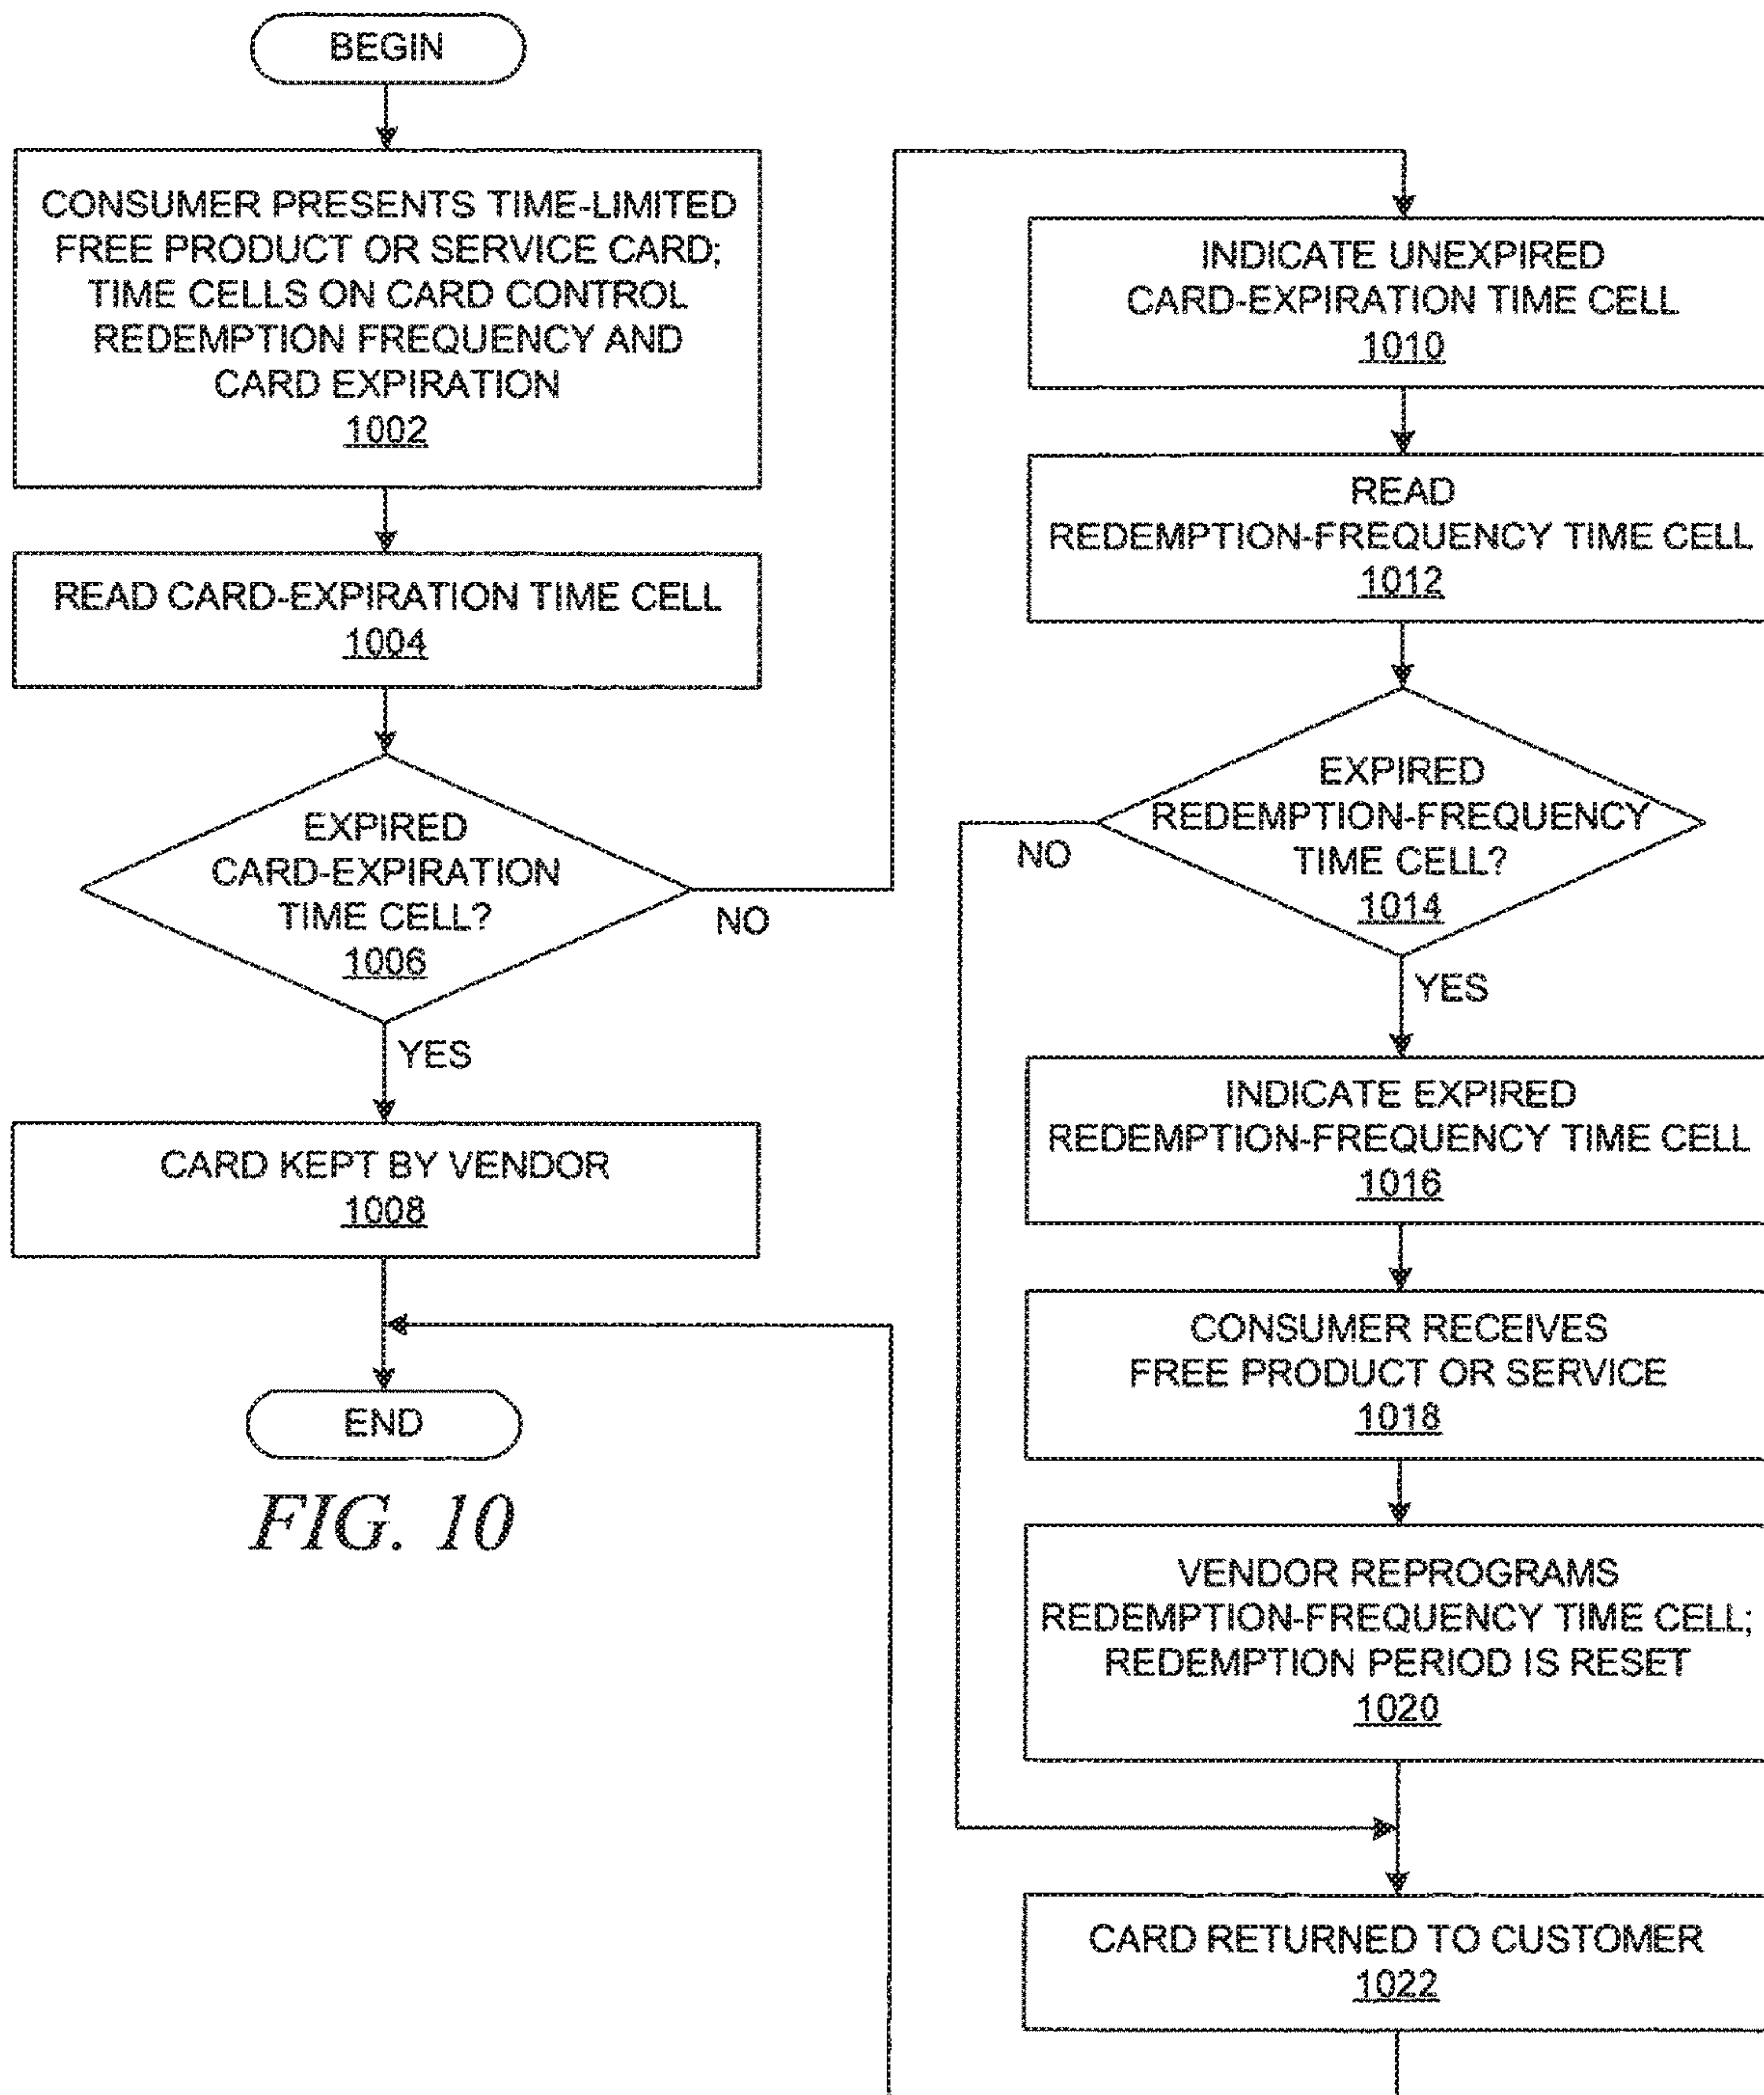 BEGIN
CONSUMER PRESENTS TIME-LIMITED
FREE PRODUCT OR SERVICE CARD;
TIME CELLS ON CARD CONTROL
REDEMPTION FREQUENCY AND
CARD EXPIRATION
1002
READ CARD-EXPIRATION TIME CELL
1004
EXPIRED
CARD-EXPIRATION
TIME CELL?
1006
NO
YES
CARD KEPT BY VENDOR
1008
END
FIG. 10
INDICATE UNEXPIRED
CARD-EXPIRATION TIME CELL
1010
READ
REDEMPTION-FREQUENCY TIME CELL
1012
EXPIRED
REDEMPTION-FREQUENCY
TIME CELL?
1014
NO
YES
INDICATE EXPIRED
REDEMPTION-FREQUENCY TIME CELL
1016
CONSUMER RECEIVES
FREE PRODUCT OR SERVICE
1018
VENDOR REPROGRAMS
REDEMPTION-FREQUENCY TIME CELL;
REDEMPTION PERIOD IS RESET
1020
CARD RETURNED TO CUSTOMER
1022